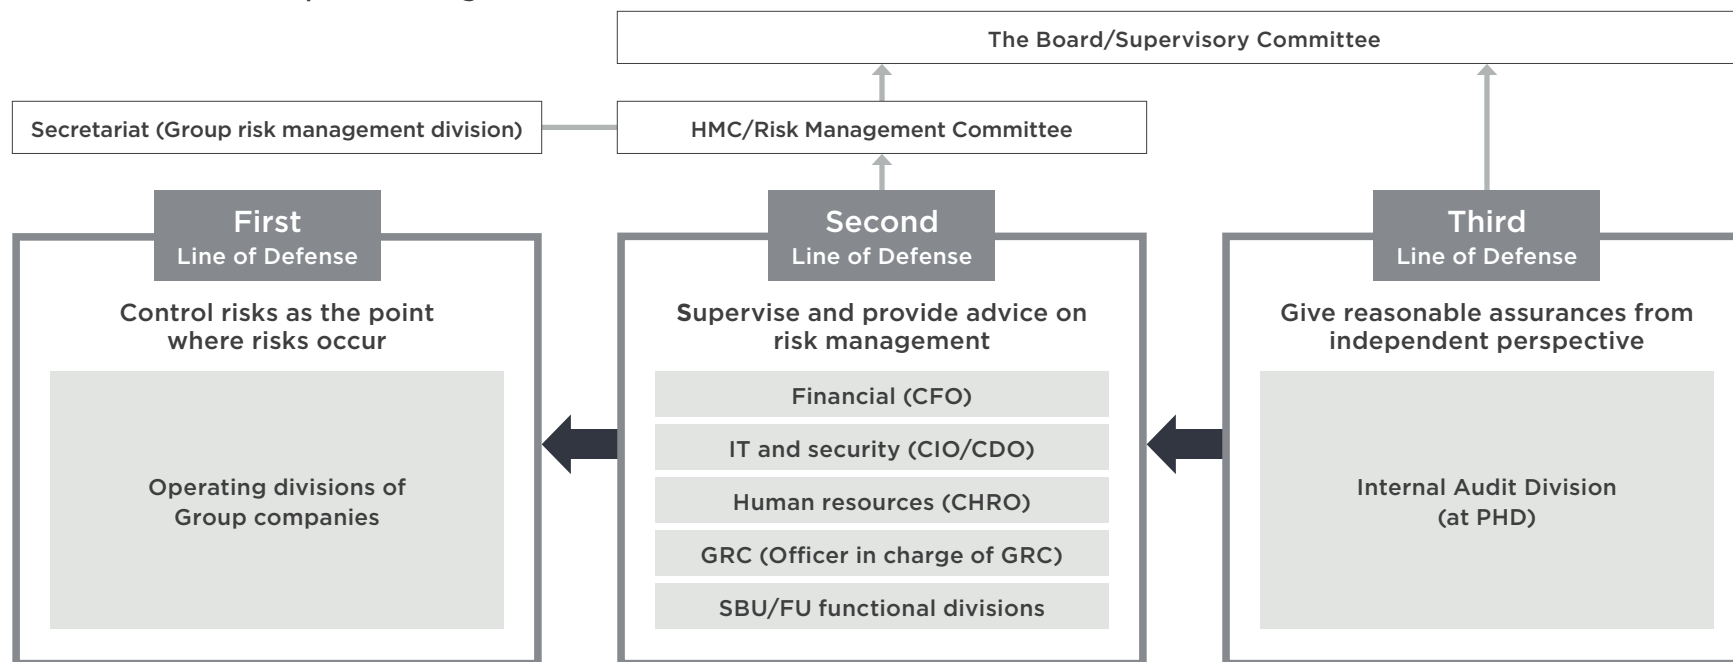 The Board/Supervisory Committee
Secretariat (Group risk management division)
HMC/Risk Management Committee
First
Line of Defense
Control risks as the point
where risks occur
Operating divisions of
Group companies
Second
Line of Defense
Supervise and provide advice on
risk management
Financial (CFO)
IT and security (CIO/CDO)
Human resources (CHRO)
GRC (Officer in charge of GRC)
SBU/FU functional divisions
Third
Line of Defense
Give reasonable assurances from
independent perspective
Internal Audit Division
(at PHD)